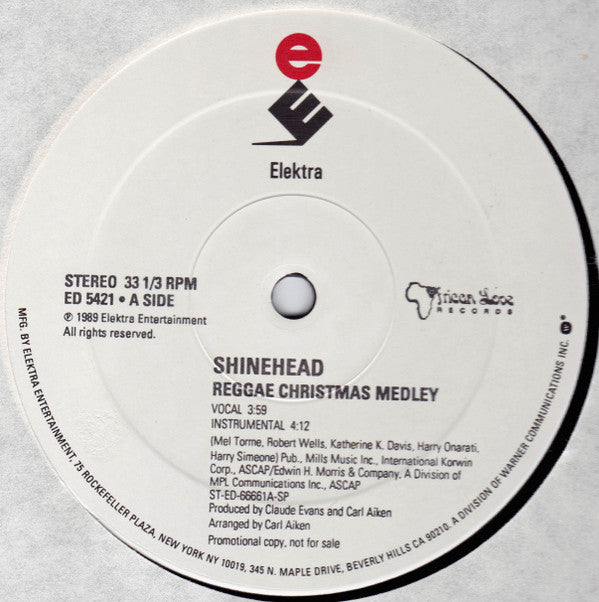 e
E
Elektra
STEREO 33 1/3 RPM
ED 5421 • A SIDE
℗ 1989 Elektra Entertainment
All rights reserved.
African Love
RECORDS
SHINEHEAD
REGGAE CHRISTMAS MEDLEY
VOCAL 3:59
INSTRUMENTAL 4:12
(Mel Torme, Robert Wells, Katherine K. Davis, Harry Onarati,
Harry Simeone) Pub., Mills Music Inc., International Korwin
Corp., ASCAP/Edwin H. Morris & Company, A Division of
MPL Communications Inc., ASCAP
ST-ED-66661A-SP
Produced by Claude Evans and Carl Aiken
Arranged by Carl Aiken
Promotional copy, not for sale
MFG. BY ELEKTRA ENTERTAINMENT, 75 ROCKEFELLER PLAZA, NEW YORK NY 10019, 345 N. MAPLE DRIVE, BEVERLY HILLS CA 90210. A DIVISION OF WARNER COMMUNICATIONS INC.